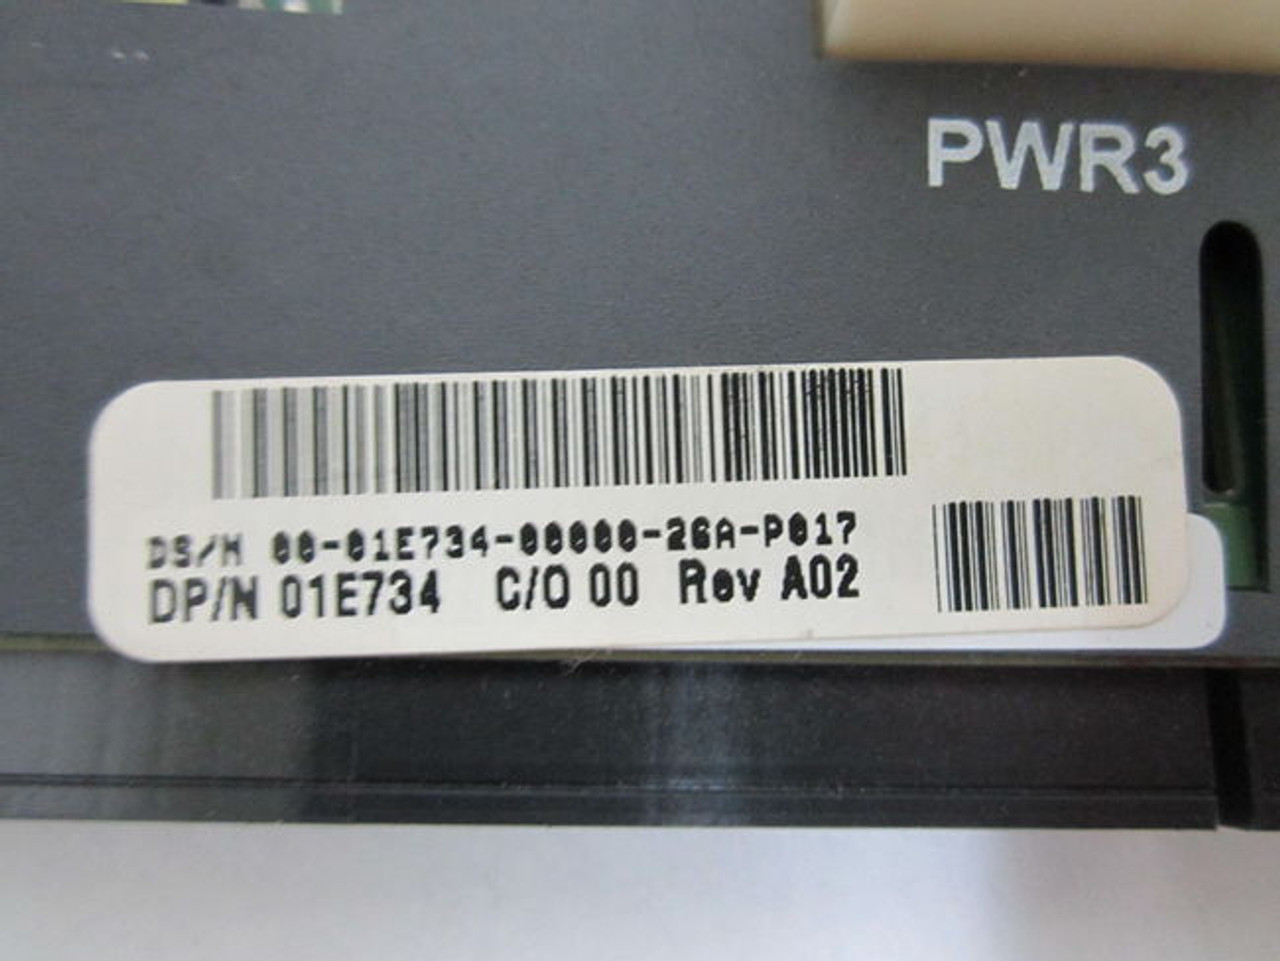 PWR3
DS/N 00-01E734-00000-26A-P017
DP/N 01E734 C/O 00 Rev A02